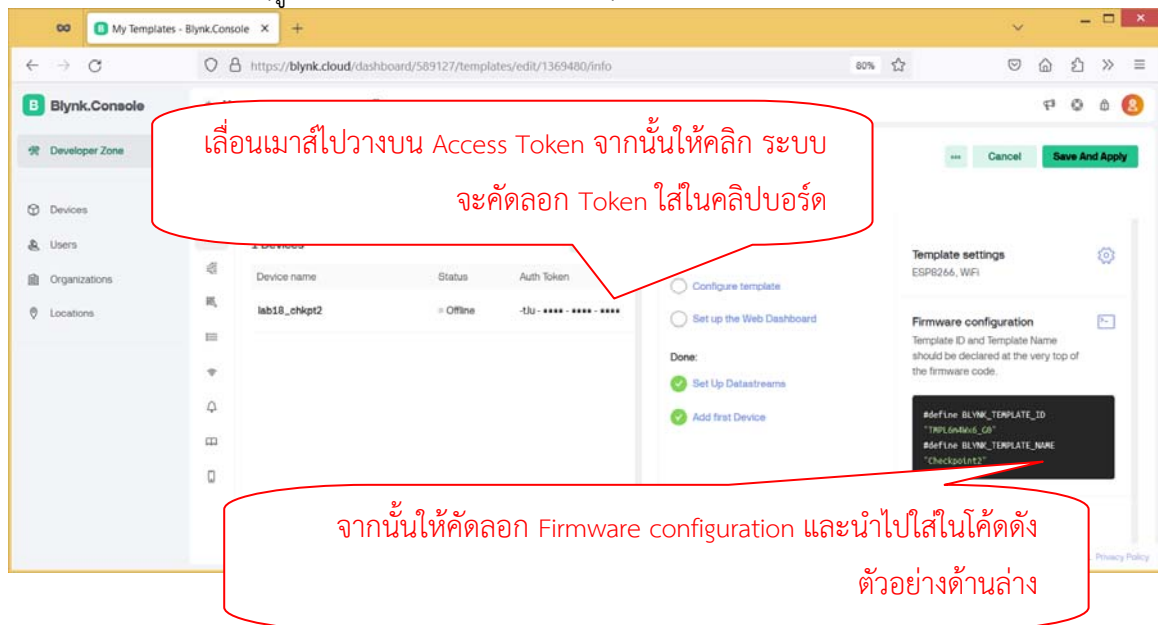 My Templates - Blynk.Console
https://blynk.cloud/dashboard/589127/templates/edit/1369480/info
80%
B Blynk.Console
Developer Zone
Cancel
Save And Apply
เลื่อนเมาส์ไปวางบน Access Token จากนั้นให้คลิก ระบบ
จะคัดลอก Token ใส่ในคลิปบอร์ด
Devices
Users
Organizations
Locations
1 Devices
Device name Status Auth Token
lab18_chkpt2 Offline -tJu - •••• - •••• - ••••
Configure template
Set up the Web Dashboard
Done:
Set Up Datastreams
Add first Device
Template settings
ESP8266, WiFi
Firmware configuration
Template ID and Template Name
should be declared at the very top of
the firmware code.
#define BLYNK_TEMPLATE_ID
#define BLYNK_TEMPLATE_NAME
"Checkpoint2"
จากนั้นให้คัดลอก Firmware configuration และนำไปใส่ในโค้ดดัง
ตัวอย่างด้านล่าง
Privacy Policy